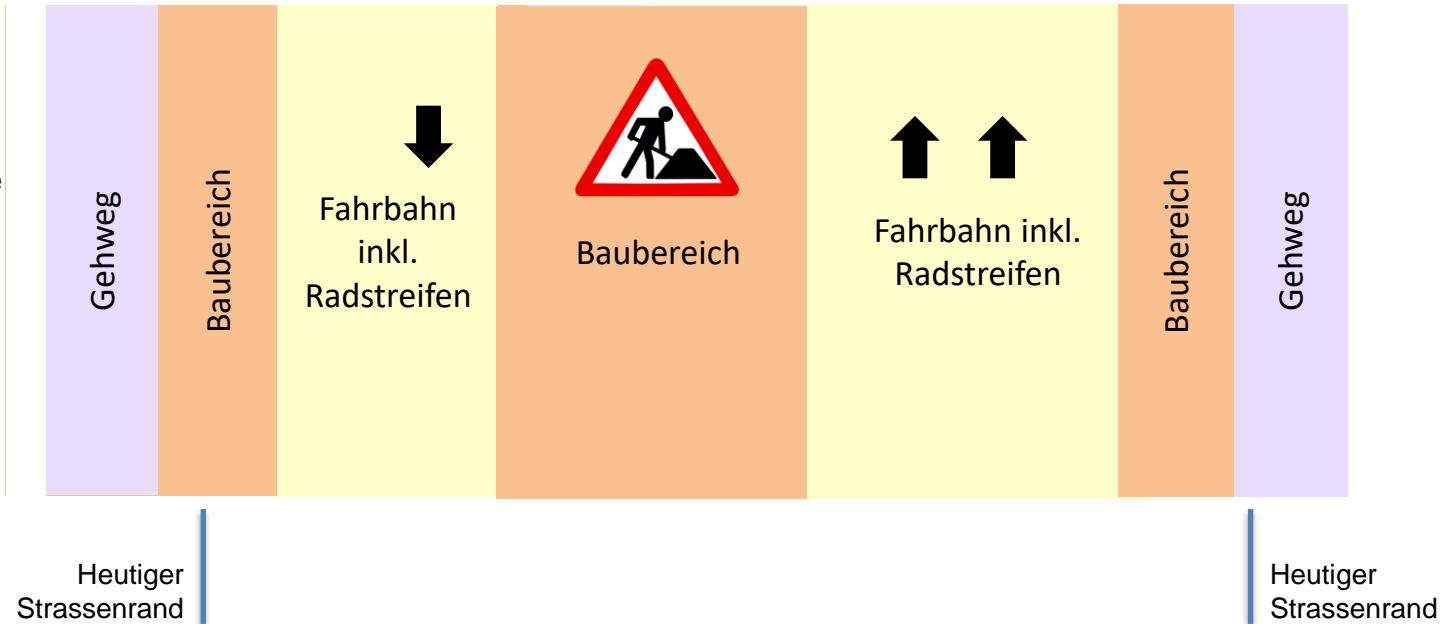 Gehweg
Baubereich
Fahrbahn
inkl.
Radstreifen
Baubereich
Fahrbahn inkl.
Radstreifen
Baubereich
Gehweg
Heutiger
Strassenrand
Heutiger
Strassenrand